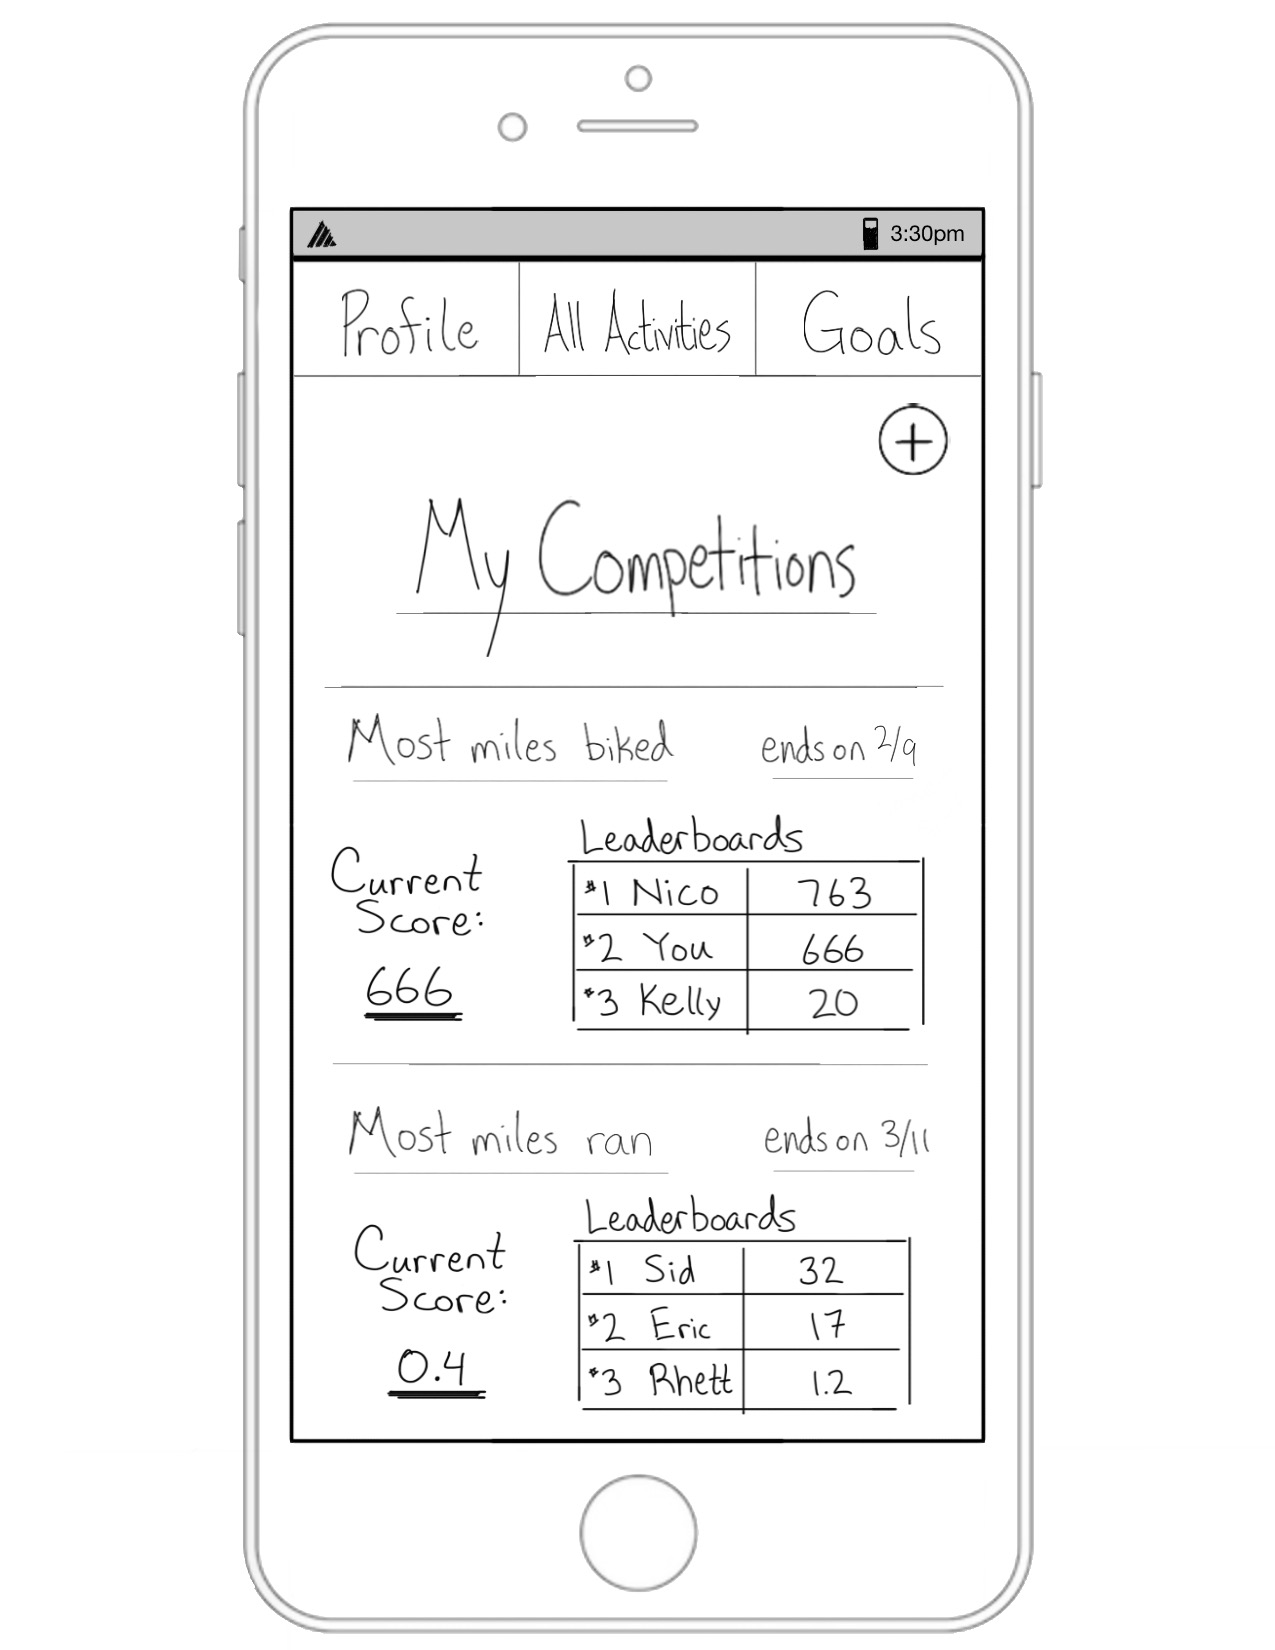 3:30pm
Profile
All Activities
Goals
+
My Competitions
Most miles biked ends on 2/9
Leaderboards
Current
Score:
666
#1 Nico 763
#2 You 666
#3 Kelly 20
Most miles ran ends on 3/11
Leaderboards
Current
Score:
0.4
#1 Sid 32
#2 Eric 17
#3 Rhett 1.2